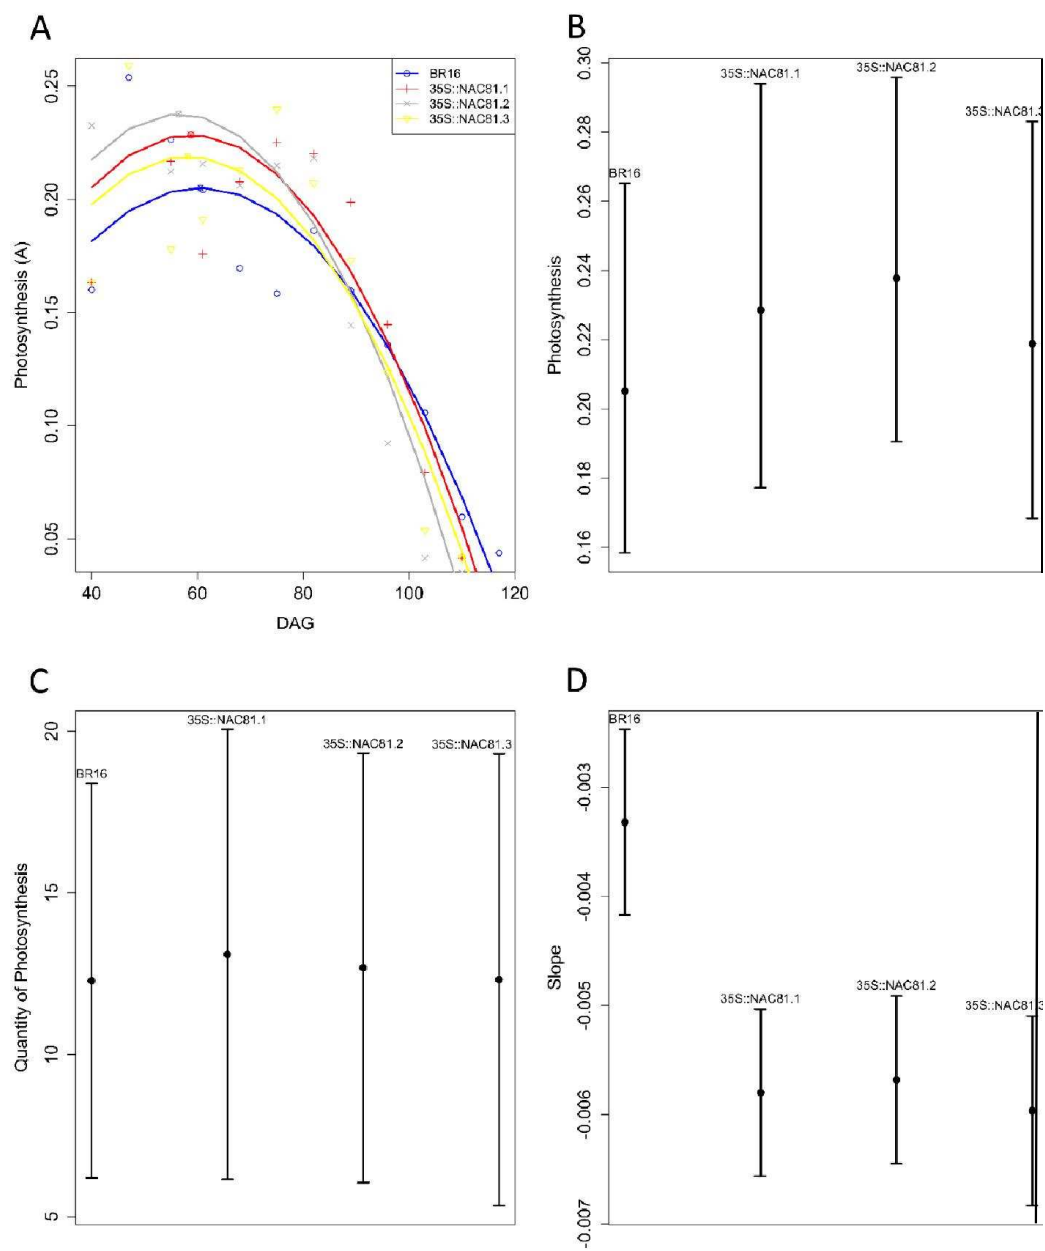 A
0.25
0.20
0.15
0.10
0.05
Photosynthesis (A)
BR16
35S::NAC81.1
35S::NAC81.2
35S::NAC81.3
40
60
80
100
120
DAG
B
0.30
0.28
0.26
0.24
0.22
0.20
0.18
0.16
Photosynthesis
BR16
35S::NAC81.1
35S::NAC81.2
35S::NAC81.3
C
20
15
10
5
Quantity of Photosynthesis
BR16
35S::NAC81.1
35S::NAC81.2
35S::NAC81.3
D
-0.003
-0.004
-0.005
-0.006
-0.007
Slope
BR16
35S::NAC81.1
35S::NAC81.2
35S::NAC81.3